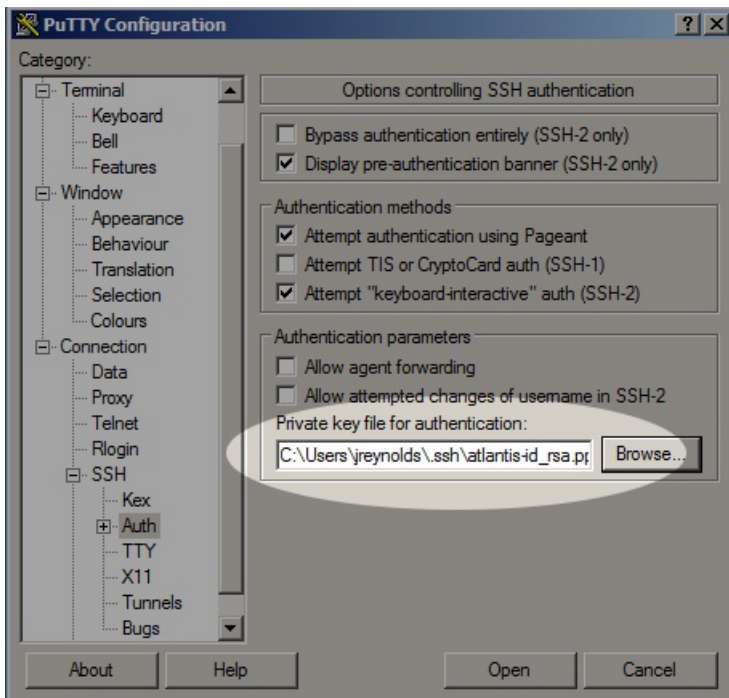 PuTTY Configuration
Category:
Terminal
Keyboard
Bell
Features
Window
Appearance
Behaviour
Translation
Selection
Colours
Connection
Data
Proxy
Telnet
Rlogin
SSH
Kex
Auth
TTY
X11
Tunnels
Bugs
Options controlling SSH authentication
Bypass authentication entirely (SSH-2 only)
Display pre-authentication banner (SSH-2 only)
Authentication methods
Attempt authentication using Pageant
Attempt TIS or CryptoCard auth (SSH-1)
Attempt "keyboard-interactive" auth (SSH-2)
Authentication parameters
Allow agent forwarding
Allow attempted changes of username in SSH-2
Private key file for authentication:
C:\Users\jreynolds\.ssh\atlantis-id_rsa.pp
Browse...
About
Help
Open
Cancel